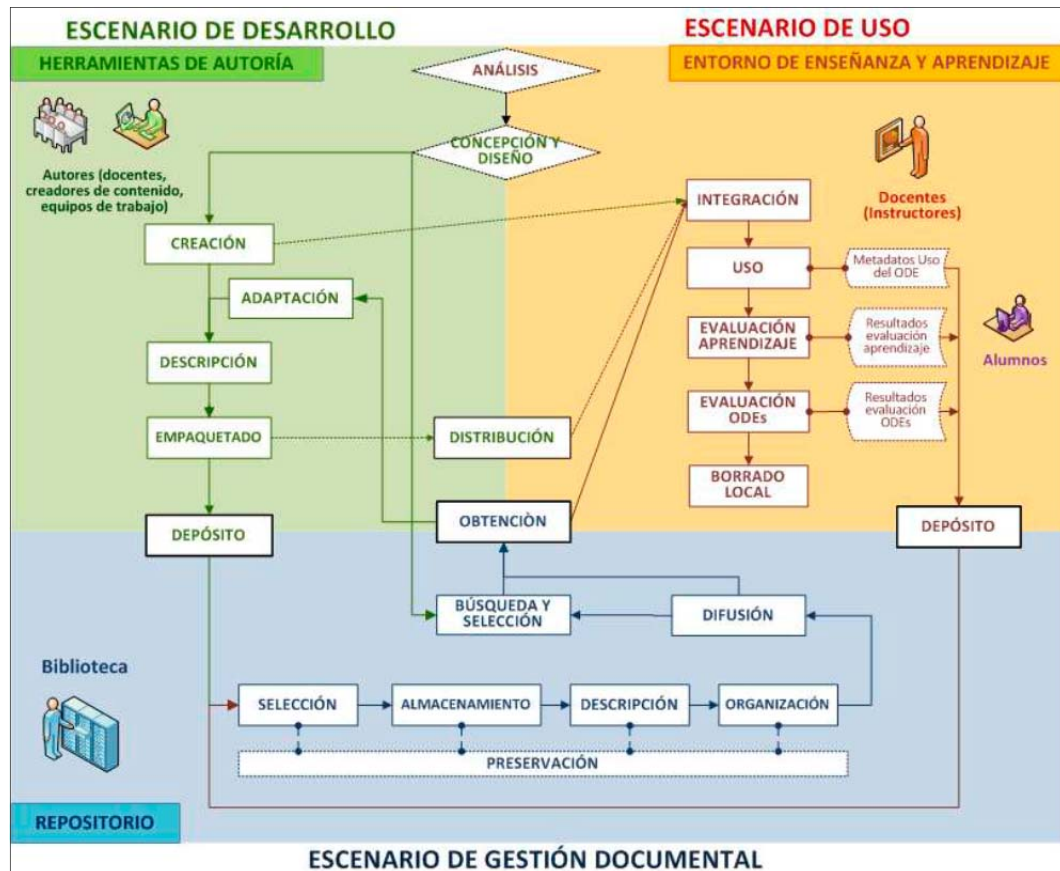 ESCENARIO DE DESARROLLO
ESCENARIO DE USO
HERRAMIENTAS DE AUTORÍA
ENTORNO DE ENSEÑANZA Y APRENDIZAJE
ANÁLISIS
CONCEPCIÓN Y
DISEÑO
Autores (docentes,
creadores de contenido,
equipos de trabajo)
Docentes
(Instructores)
CREACIÓN
INTEGRACIÓN
ADAPTACIÓN
USO
Metadatos Uso
del ODE
DESCRIPCIÓN
EVALUACIÓN
APRENDIZAJE
Resultados
evaluación
aprendizaje
Alumnos
EMPAQUETADO
DISTRIBUCIÓN
EVALUACIÓN
ODEs
Resultados
evaluación
ODEs
BORRADO
LOCAL
DEPÓSITO
OBTENCIÒN
DEPÓSITO
BÚSQUEDA Y
SELECCIÓN
DIFUSIÓN
Biblioteca
SELECCIÓN
ALMACENAMIENTO
DESCRIPCIÓN
ORGANIZACIÓN
PRESERVACIÓN
REPOSITORIO
ESCENARIO DE GESTIÓN DOCUMENTAL